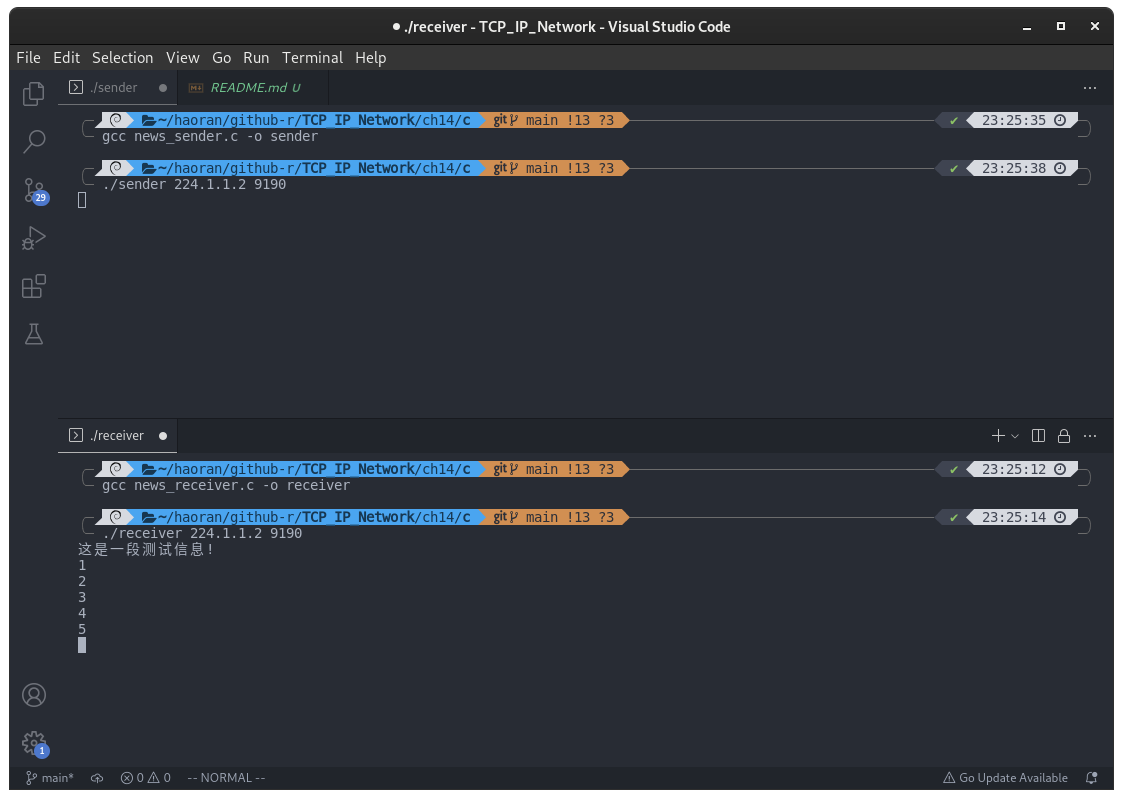 ./receiver - TCP_IP_Network - Visual Studio Code
File Edit Selection View Go Run Terminal Help
./sender README.md U
~/haoran/github-r/TCP_IP_Network/ch14/c git main !13 ?3 ✔ 23:25:35
gcc news_sender.c -o sender
~/haoran/github-r/TCP_IP_Network/ch14/c git main !13 ?3 ✔ 23:25:38
./sender 224.1.1.2 9190
29
./receiver
~/haoran/github-r/TCP_IP_Network/ch14/c git main !13 ?3 ✔ 23:25:12
gcc news_receiver.c -o receiver
~/haoran/github-r/TCP_IP_Network/ch14/c git main !13 ?3 ✔ 23:25:14
./receiver 224.1.1.2 9190
这是一段测试信息!
1
2
3
4
5
1
main* 0 0 -- NORMAL -- Go Update Available